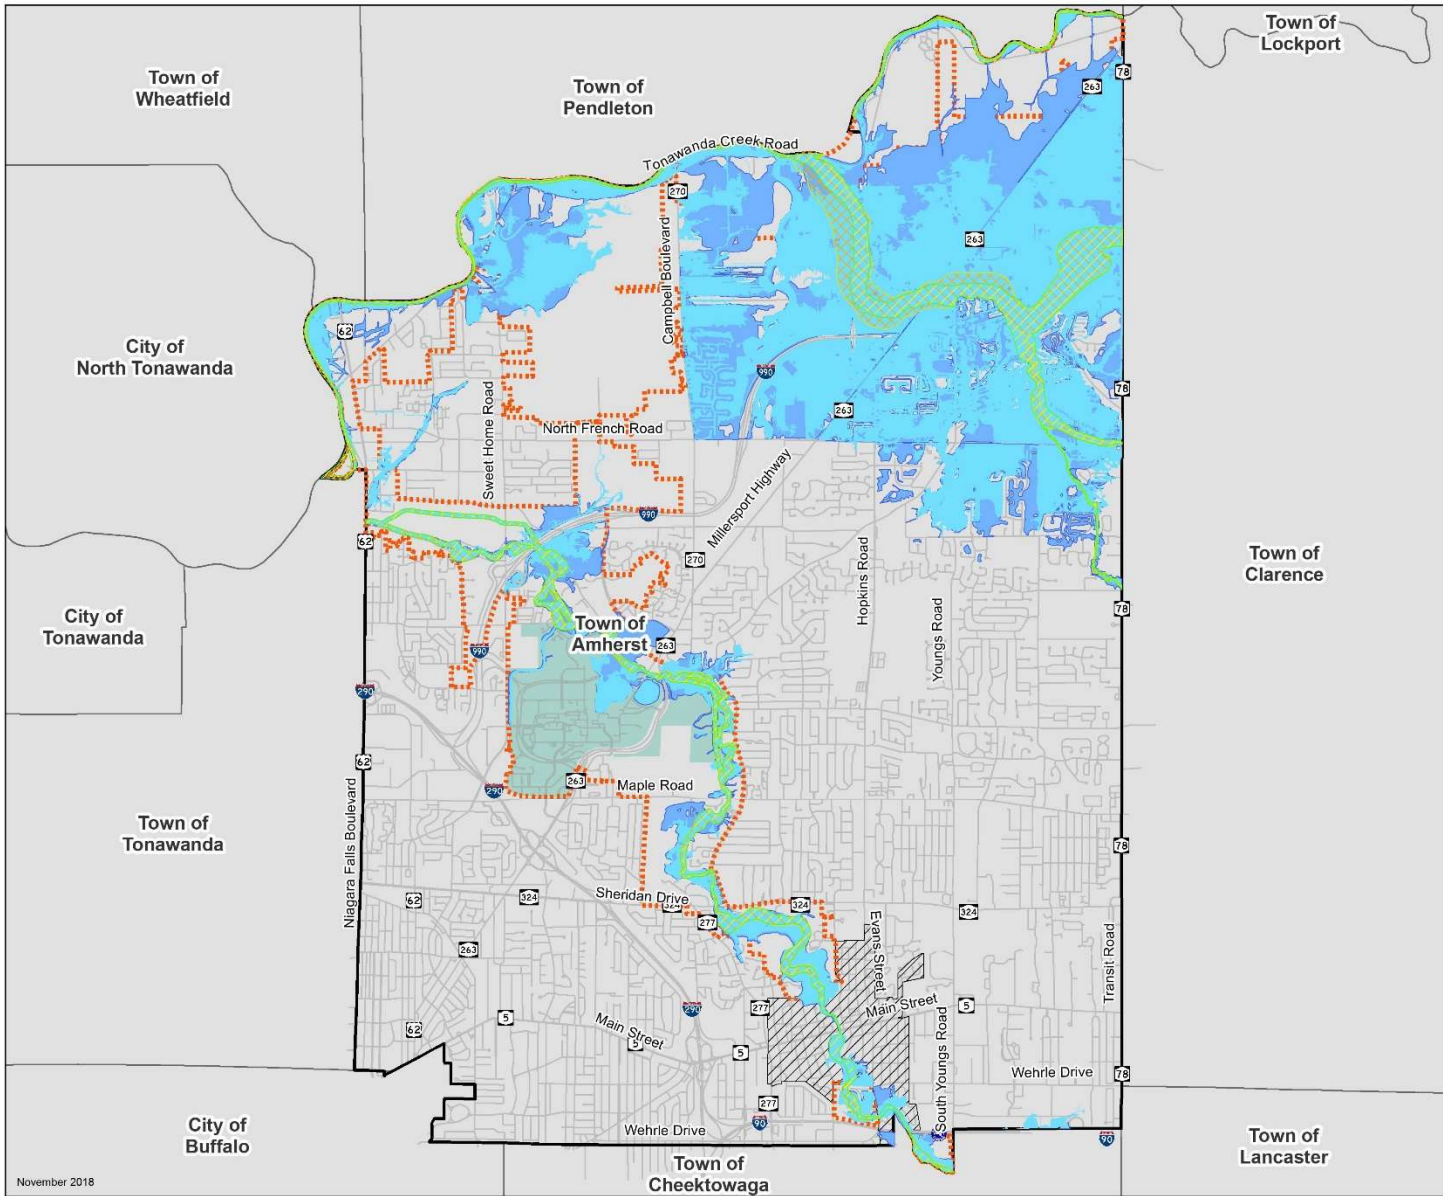 Town of
Lockport
Town of
Wheatfield
Town of
Pendleton
78
263
Tonawanda Creek Road
270
263
Campbell Boulevard
62
City of
North Tonawanda
990
78
263
Sweet Home Road
North French Road
Millersport Highway
990
62
270
Hopkins Road
Town of
Clarence
78
City of
Tonawanda
Town of
Amherst
263
Youngs Road
990
290
62
263
290
Maple Road
Town of
Tonawanda
Niagara Falls Boulevard
78
62
324
Sheridan Drive
324
324
324
277
Evans Street
263
Transit Road
290
277
Main Street
5
62
5
Main Street
5
5
South Youngs Road
Wehrle Drive
78
277
City of
Buffalo
Wehrle Drive
90
90
Town of
Lancaster
Town of
Cheektowaga
November 2018